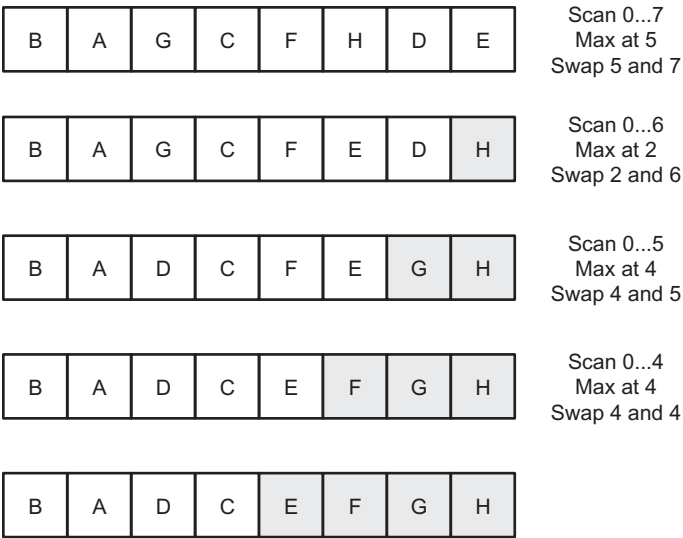 B A G C F H D E
Scan 0...7
Max at 5
Swap 5 and 7
B A G C F E D H
Scan 0...6
Max at 2
Swap 2 and 6
B A D C F E G H
Scan 0...5
Max at 4
Swap 4 and 5
B A D C E F G H
Scan 0...4
Max at 4
Swap 4 and 4
B A D C E F G H